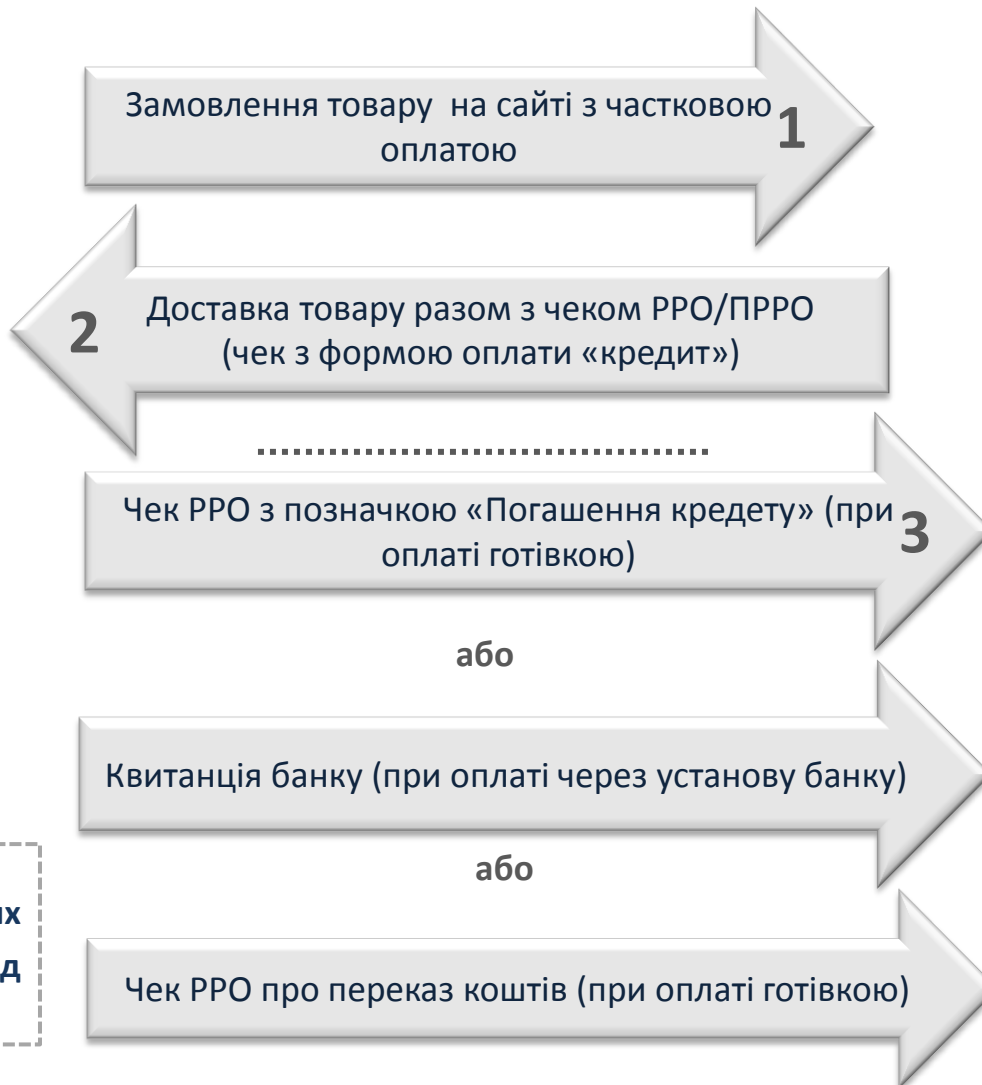 Замовлення товару на сайті з частковою
оплатою
1
2
Доставка товару разом з чеком РРО/ПРРО
(чек з формою оплати «кредит»)
Чек РРО з позначкою «Погашення кредету» (при
оплаті готівкою)
3
або
Квитанція банку (при оплаті через установу банку)
або
их
д
Чек РРО про переказ коштів (при оплаті готівкою)